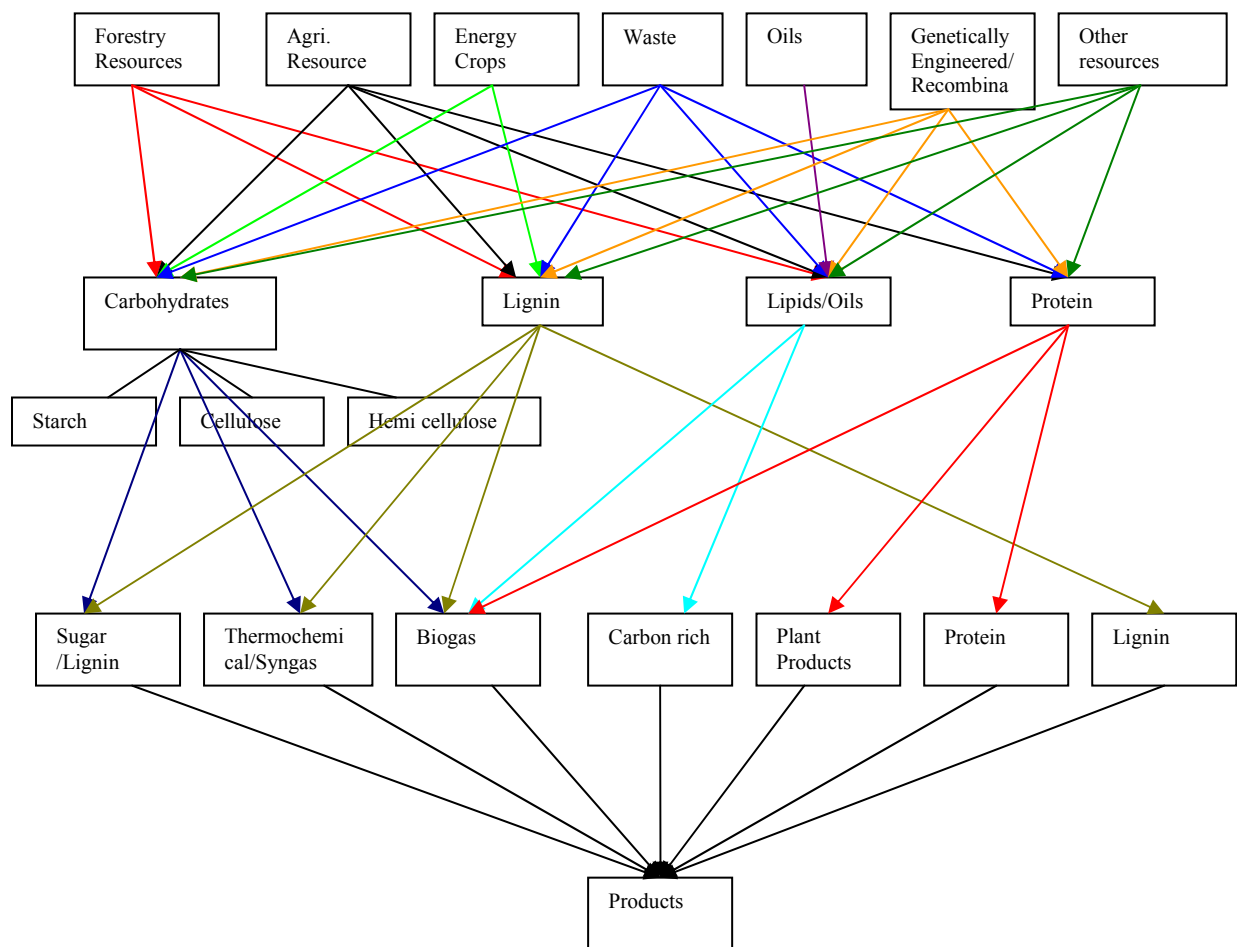 Forestry
Resources
Agri.
Resource
Energy
Crops
Waste
Oils
Genetically
Engineered/
Recombina
Other
resources
Carbohydrates
Lignin
Lipids/Oils
Protein
Starch
Cellulose
Hemi cellulose
Sugar
/Lignin
Thermochemi
cal/Syngas
Biogas
Carbon rich
Plant
Products
Protein
Lignin
Products